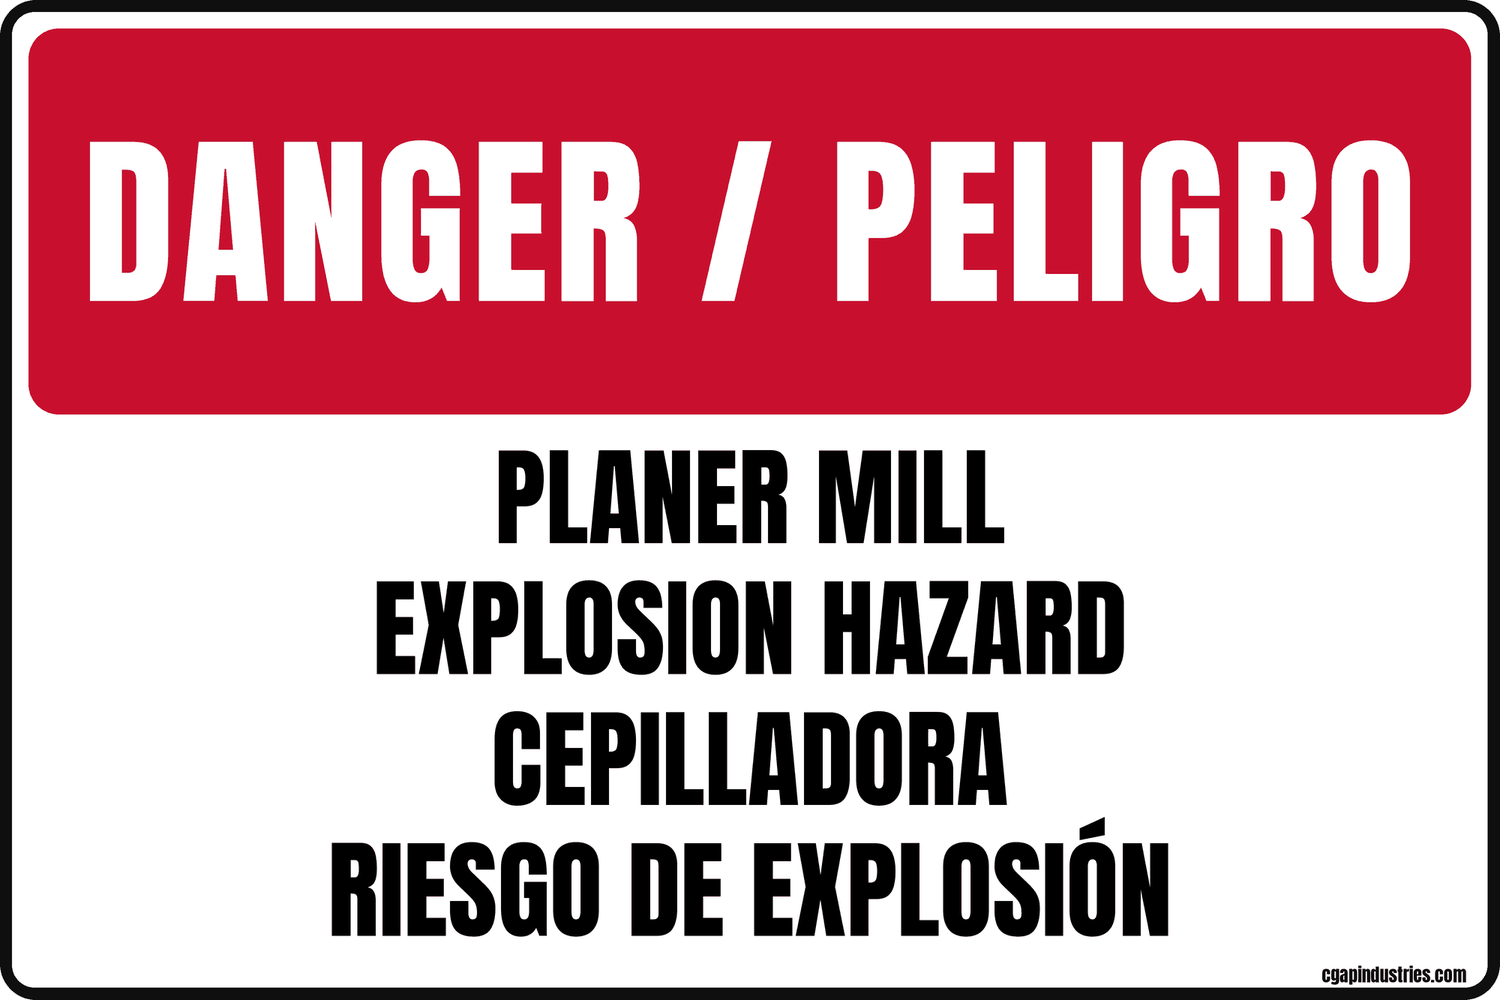 DANGER / PELIGRO
PLANER MILL
EXPLOSION HAZARD
CEPILLADORA
RIESGO DE EXPLOSIÓN
cgapindustries.com